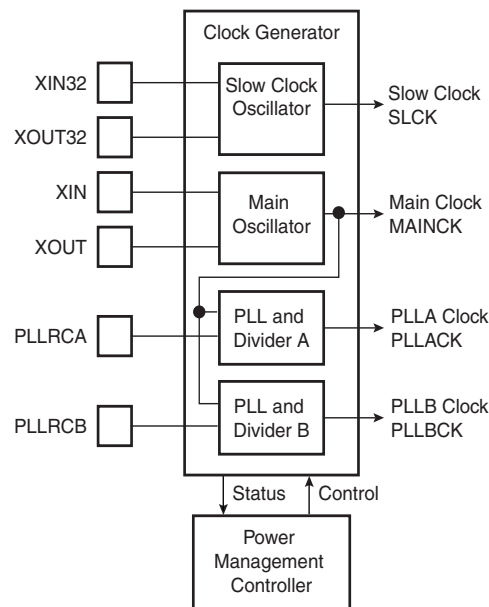 Clock Generator
XIN32
Slow Clock
Oscillator
Slow Clock
SLCK
XOUT32
XIN
Main
Oscillator
Main Clock
MAINCK
XOUT
PLLRCA
PLL and
Divider A
PLLA Clock
PLLACK
PLLRCB
PLL and
Divider B
PLLB Clock
PLLBCK
Status
Control
Power
Management
Controller